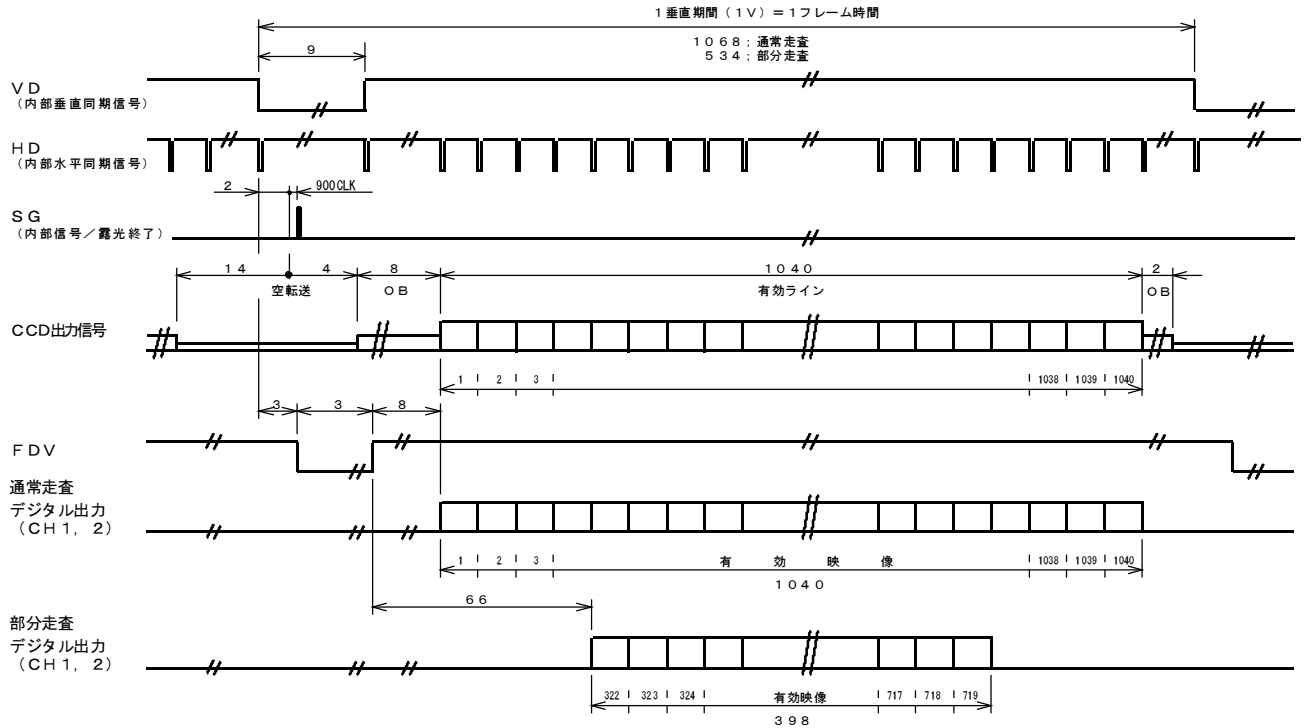 1垂直期間(1V)=1フレーム時間
1068;通常走査
534;部分走査
9
VD
(内部垂直同期信号)
HD
(内部水平同期信号)
2
900CLK
SG
(内部信号/露光終了)
14
4
8
1040
2
空転送
OB
有効ライン
OB
CCD出力信号
1
2
3
1038
1039
1040
3
3
8
FDV
通常走査
デジタル出力
(CH1,2)
1
2
3
有効映像
1038
1039
1040
1040
66
部分走査
デジタル出力
(CH1,2)
322
323
324
有効映像
717
718
719
398